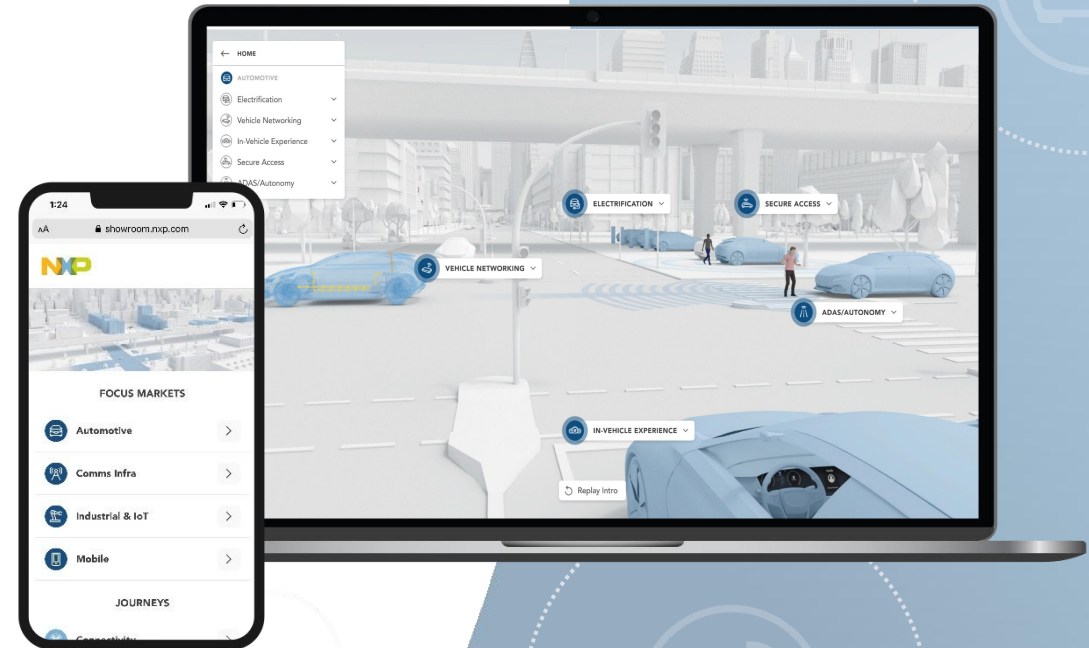 HOME
AUTOMOTIVE
Electrification
Vehicle Networking
In-Vehicle Experience
Secure Access
ADAS/Autonomy
ELECTRIFICATION
SECURE ACCESS
VEHICLE NETWORKING
ADAS/AUTONOMY
IN-VEHICLE EXPERIENCE
Replay Intro
1:24
AA showroom.nxp.com
NXP
FOCUS MARKETS
Automotive
Comms Infra
Industrial & IoT
Mobile
JOURNEYS
Connectivity